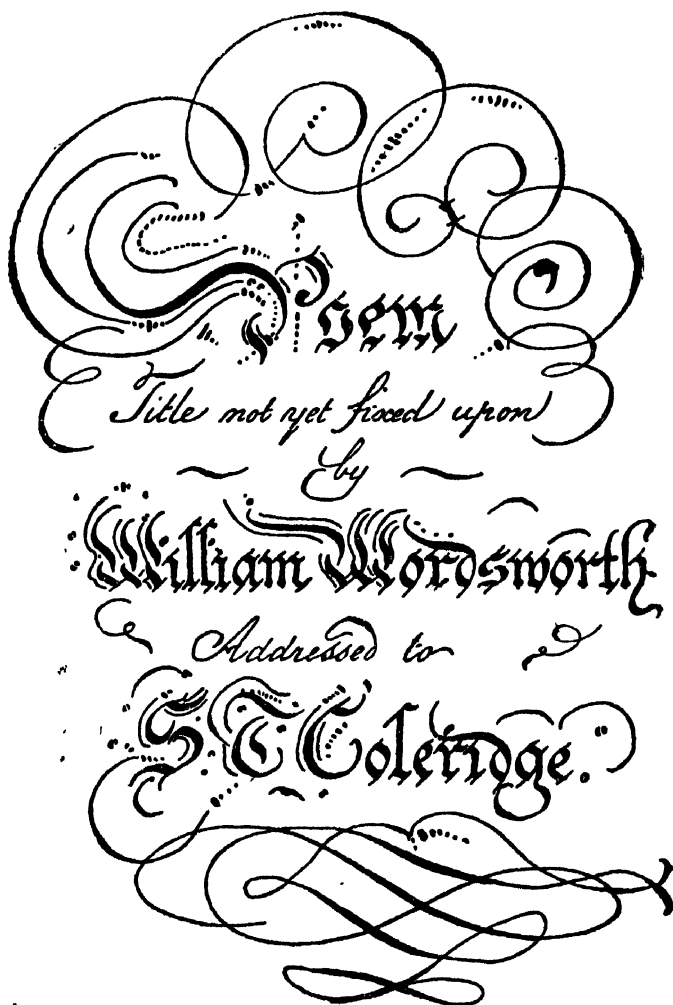 Poem
Title not yet fixed upon
by
William Wordsworth
Addressed to
S. T. Coleridge.